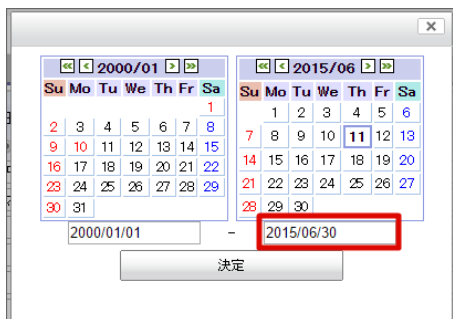 2000/01
Su Mo Tu We Th Fr Sa
1
2 3 4 5 6 7 8
9 10 11 12 13 14 15
16 17 18 19 20 21 22
23 24 25 26 27 28 29
30 31
2015/06
Su Mo Tu We Th Fr Sa
1 2 3 4 5 6
7 8 9 10 11 12 13
14 15 16 17 18 19 20
21 22 23 24 25 26 27
28 29 30
2000/01/01 – 2015/06/30
決定